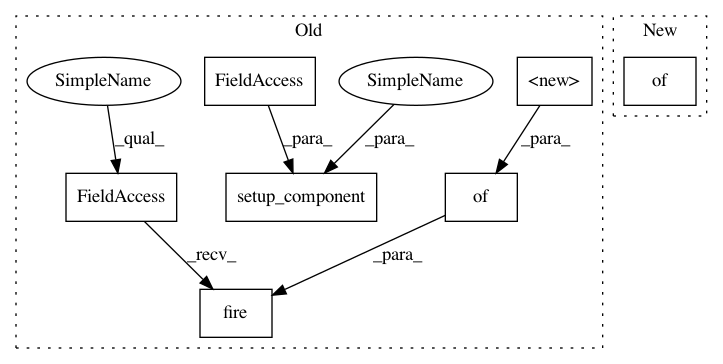 Old
New
SimpleName
FieldAccess
SimpleName
<new>
of
_qual_
_para_
_para_
_para_
FieldAccess
setup_component
of
_recv_
_para_
fire